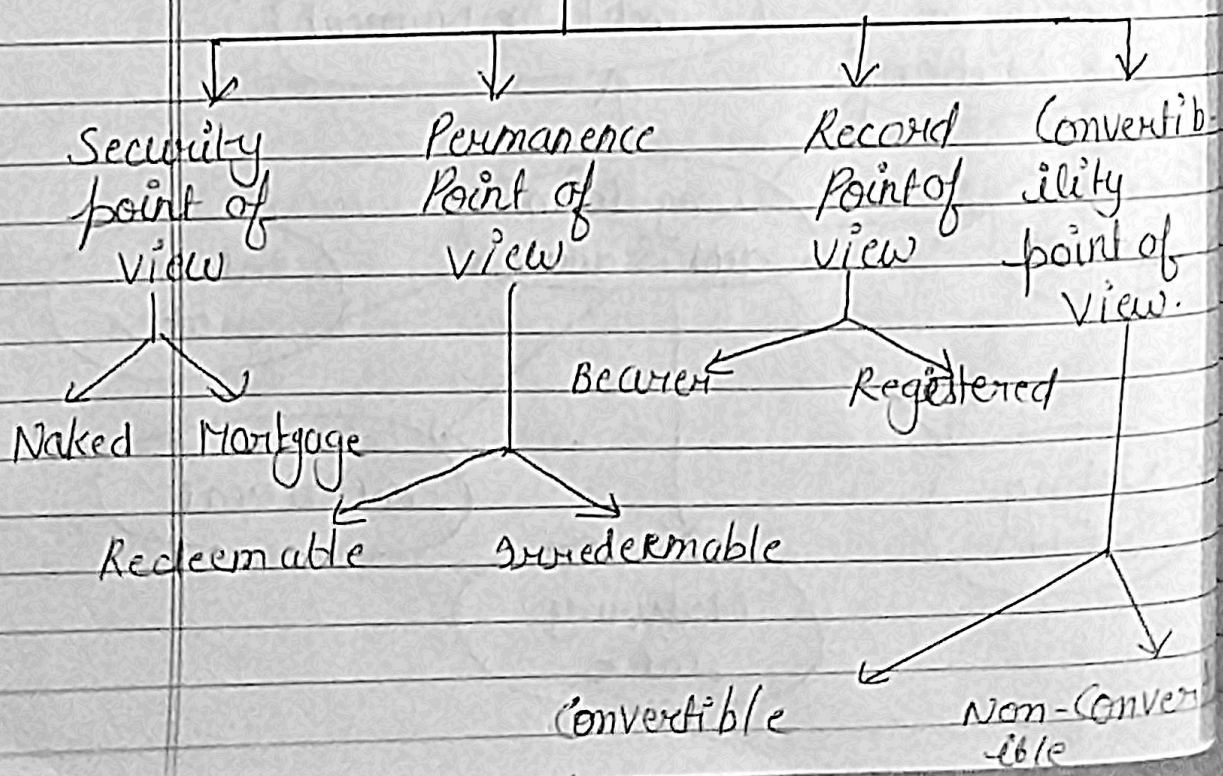 Security
point of
view
Permanence
Point of
view
Record
Point of
view
Convertib-
ility
point of
view.
Naked
Mortgage
Redeemable
Irredeemable
Bearer
Registered
Convertible
Non-Conver
ible